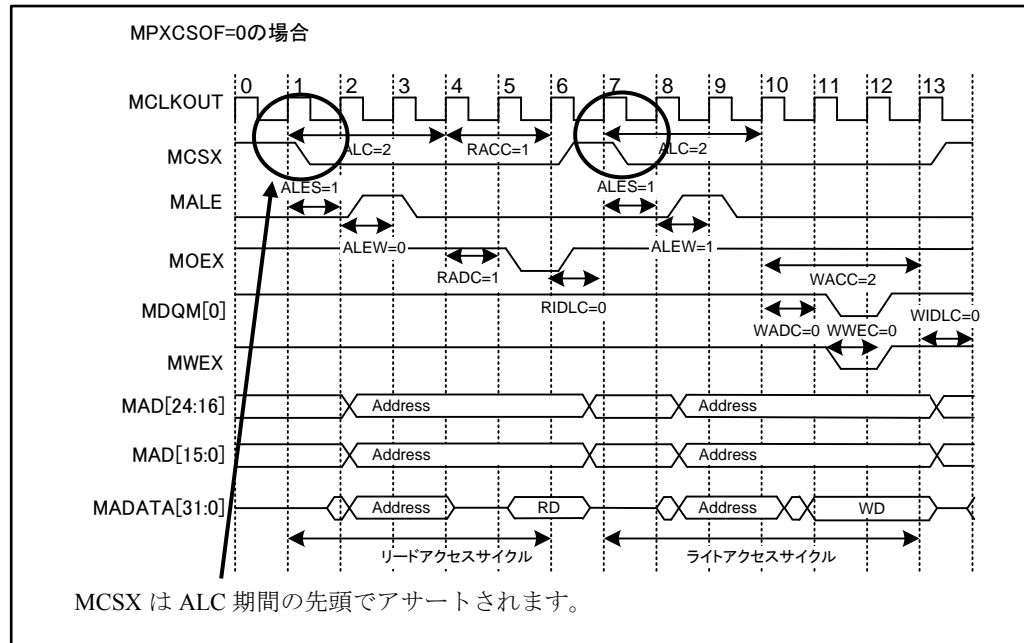 MPXCSOF=0の場合
0 1 2 3 4 5 6 7 8 9 10 11 12 13
MCLKOUT
ALC=2 RACC=1 ALC=2
MCSX
ALES=1 ALES=1
MALE
ALEW=0 ALEW=1
MOEX
RADC=1 WACC=2
MDQM[0]
RIDLC=0 WADC=0 WWEC=0 WIDLC=0
MWEX
MAD[24:16] Address Address
MAD[15:0] Address Address
MADATA[31:0] Address RD Address WD
リードアクセスサイクル ライトアクセスサイクル
MCSX は ALC 期間の先頭でアサートされます。